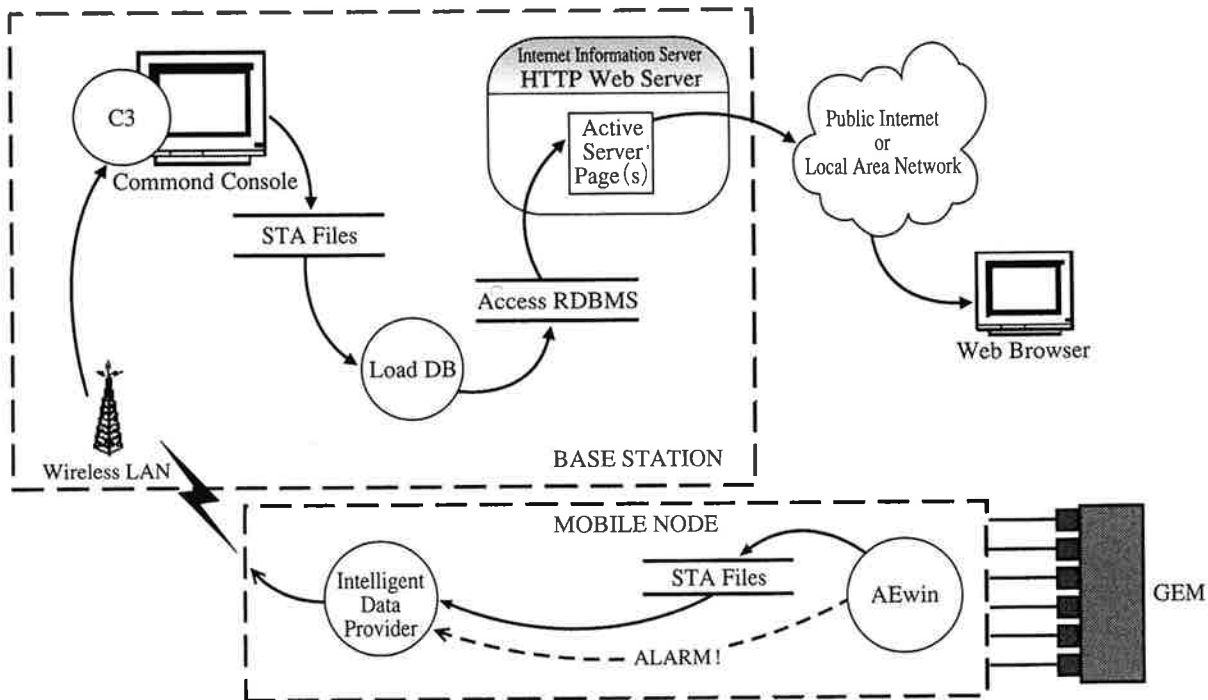 Internet Information Server
HTTP Web Server
C3
Active
Server
Page(s)
Public Internet
or
Local Area Network
Commond Console
STA Files
Access RDBMS
Load DB
Web Browser
Wireless LAN
BASE STATION
MOBILE NODE
STA Files
Intelligent
Data
Provider
AEwin
GEM
ALARM!